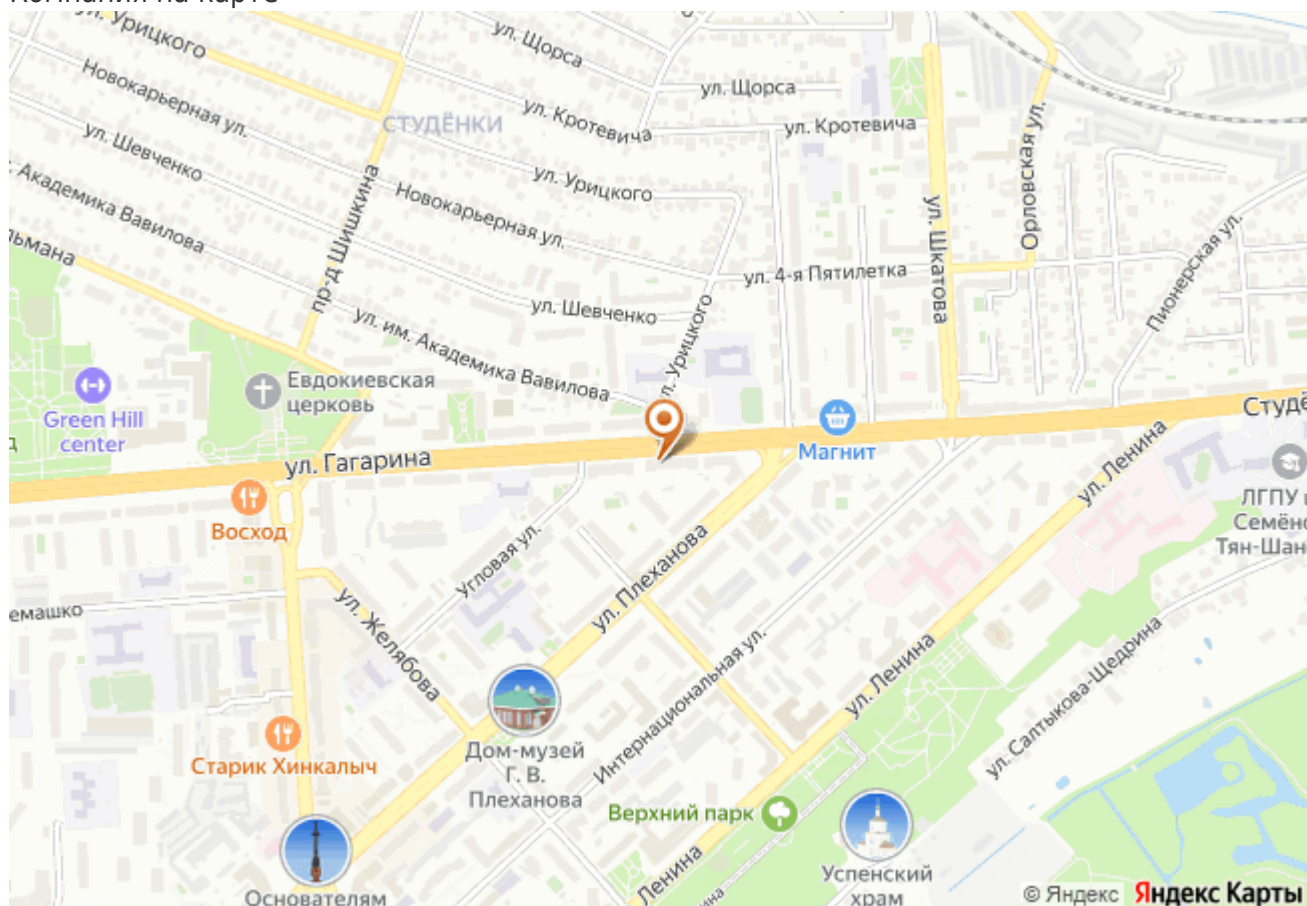 Компания на карте
ул. Урицкого
ул. Щорса
ул. Щорса
Новокарьерная ул.
ул. Кротевича
ул. Кротевича
СТУДЁНКИ
ул. Шевченко
ул. Урицкого
Орловская ул.
Академика Вавилова
пр-д Шишкина
Новокарьерная ул.
ул. Шкатова
ул. 4-я Пятилетка
Пионерская ул.
ул. Шевченко
ул. им. Академика Вавилова
Урицкого
Евдокиевская
церковь
Green Hill
center
ул. Гагарина
Магнит
ул. Ленина
ЛГПУ
Тян-Шан
Восход
Угловая ул.
ул. Плеханова
ул. Желябова
Интернациональная ул.
ул. Ленина
ул. Салтыкова-Щедрина
Старик Хинкалыч
Дом-музей
Г. В.
Плеханова
Верхний парк
Успенский
храм
Ленина
Основателям
© Яндекс Яндекс Карты